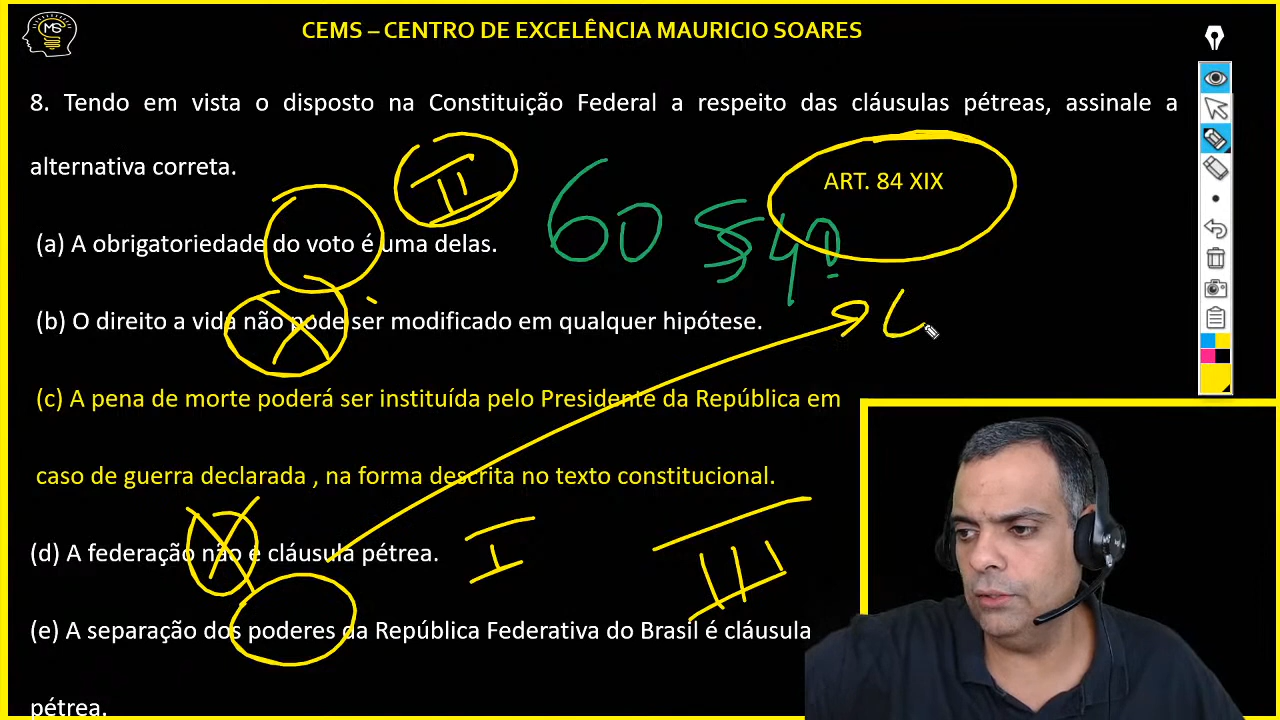 MS
CEMS – CENTRO DE EXCELÊNCIA MAURICIO SOARES
8. Tendo em vista o disposto na Constituição Federal a respeito das cláusulas pétreas, assinale a
alternativa correta.
II
60 §4º
ART. 84 XIX
(a) A obrigatoriedade do voto é uma delas.
(b) O direito a vida não pode ser modificado em qualquer hipótese.
(c) A pena de morte poderá ser instituída pelo Presidente da República em
caso de guerra declarada , na forma descrita no texto constitucional.
(d) A federação não é cláusula pétrea.
I
III
(e) A separação dos poderes da República Federativa do Brasil é cláusula
pétrea.